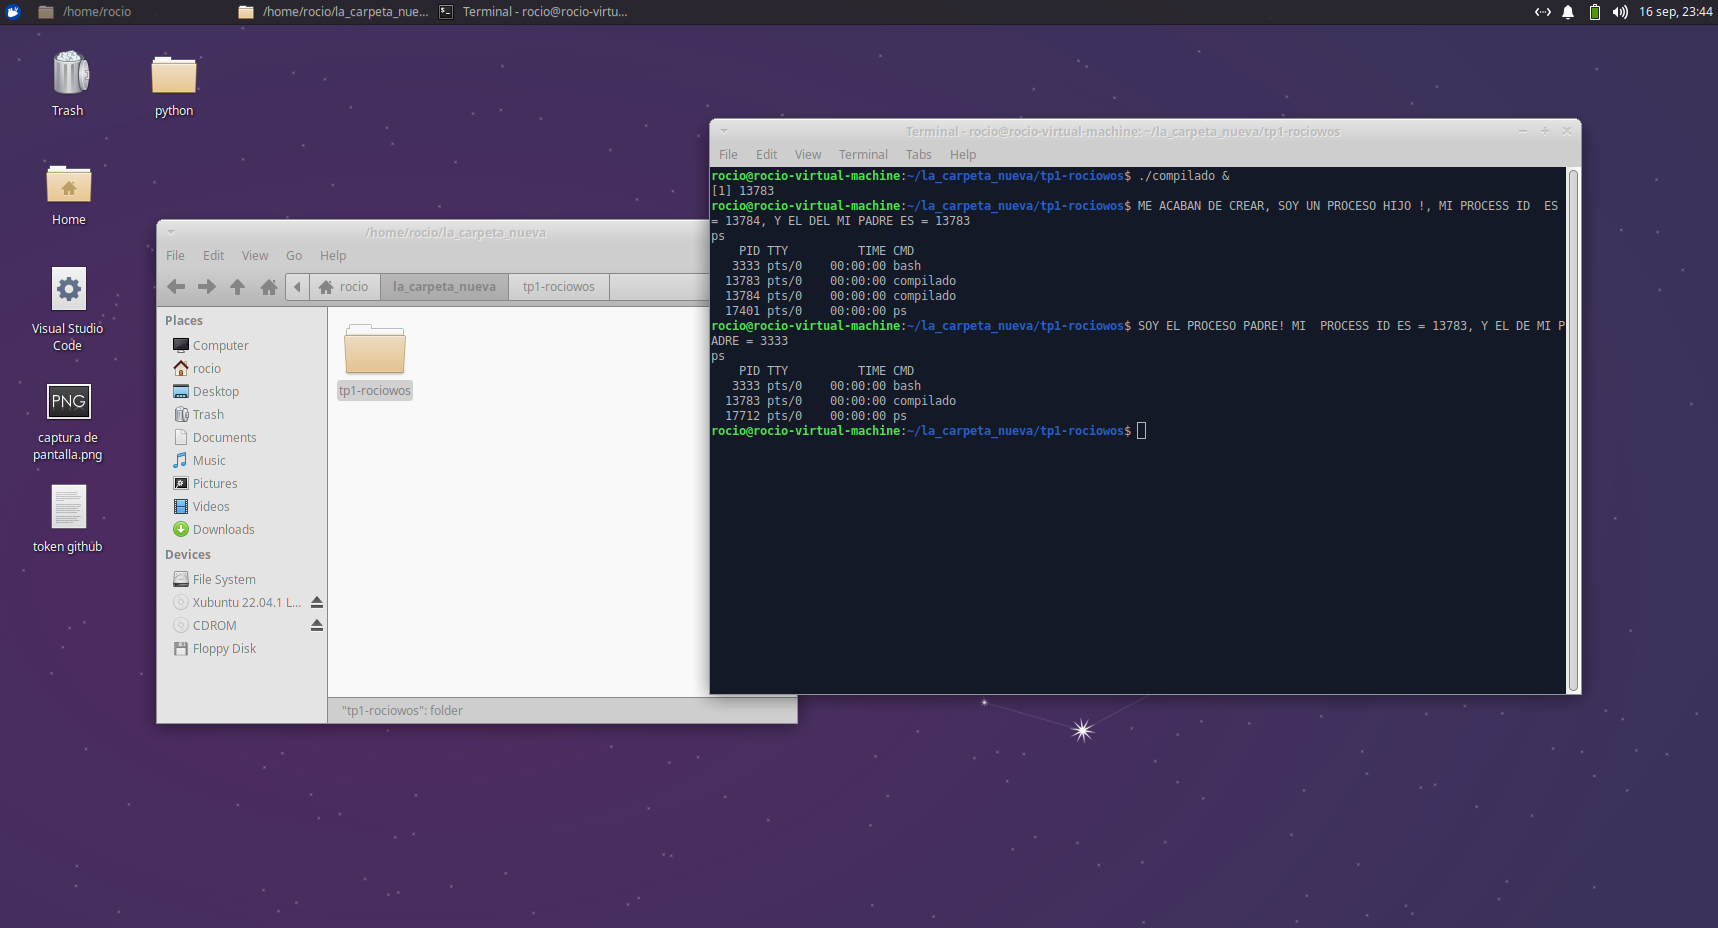 /home/rocio
/home/rocio/la_carpeta_nue...
Terminal - rocio@rocio-virtu...
16 sep, 23:44
Trash
python
Home
Visual Studio
Code
PNG
captura de
pantalla.png
token github
/home/rocio/la_carpeta_nueva
File Edit View Go Help
rocio la_carpeta_nueva tp1-rociowos
Places
Computer
rocio
Desktop
Trash
Documents
Music
Pictures
Videos
Downloads
Devices
File System
Xubuntu 22.04.1 L...
CDROM
Floppy Disk
tp1-rociowos
"tp1-rociowos": folder
Terminal - rocio@rocio-virtual-machine: ~/la_carpeta_nueva/tp1-rociowos
File Edit View Terminal Tabs Help
rocio@rocio-virtual-machine:~/la_carpeta_nueva/tp1-rociowos$ ./compilado &
[1] 13783
rocio@rocio-virtual-machine:~/la_carpeta_nueva/tp1-rociowos$ ME ACABAN DE CREAR, SOY UN PROCESO HIJO !, MI PROCESS ID  ES
= 13784, Y EL DEL MI PADRE ES = 13783
ps
PID TTY          TIME CMD
3333 pts/0    00:00:00 bash
13783 pts/0    00:00:00 compilado
13784 pts/0    00:00:00 compilado
17401 pts/0    00:00:00 ps
rocio@rocio-virtual-machine:~/la_carpeta_nueva/tp1-rociowos$ SOY EL PROCESO PADRE! MI  PROCESS ID ES = 13783, Y EL DE MI P
ADRE = 3333
ps
PID TTY          TIME CMD
3333 pts/0    00:00:00 bash
13783 pts/0    00:00:00 compilado
17712 pts/0    00:00:00 ps
rocio@rocio-virtual-machine:~/la_carpeta_nueva/tp1-rociowos$